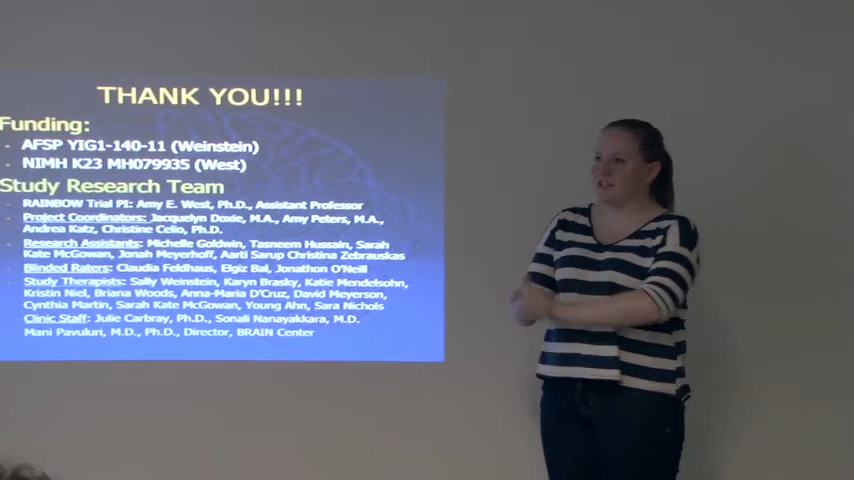 THANK YOU!!!
Funding:
- AFSP YIG1-140-11 (Weinstein)
- NIMH K23 MH079935 (West)
Study Research Team
- RAINBOW Trial PI: Amy E. West, Ph.D., Assistant Professor
- Project Coordinators: Jacquelyn Doxie, M.A., Amy Peters, M.A.,
Andrea Katz, Christine Celio, Ph.D.
- Research Assistants: Michelle Goldwin, Tasneem Hussain, Sarah
Kate McGowan, Jonah Meyerhoff, Aarti Sarup Christina Zebrauskas
- Blinded Raters: Claudia Feldhaus, Elgiz Bal, Jonathon O'Neill
- Study Therapists: Sally Weinstein, Karyn Brasky, Katie Mendelsohn,
Kristin Niel, Briana Woods, Anna-Maria D'Cruz, David Meyerson,
Cynthia Martin, Sarah Kate McGowan, Young Ahn, Sara Nichols
- Clinic Staff: Julie Carbray, Ph.D., Sonali Nanayakkara, M.D.
- Mani Pavuluri, M.D., Ph.D., Director, BRAIN Center